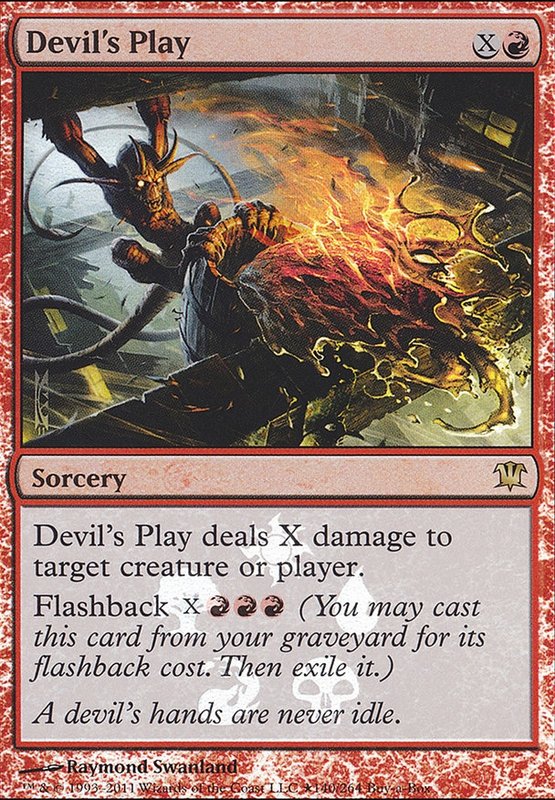 Devil's Play X
Sorcery
Devil's Play deals X damage to
target creature or player.
Flashback X (You may cast
this card from your graveyard for its
flashback cost. Then exile it.)
A devil's hands are never idle.
Raymond Swanland
™ & © 1993–2011 Wizards of the Coast LLC ★140/264 Buy-a-Box